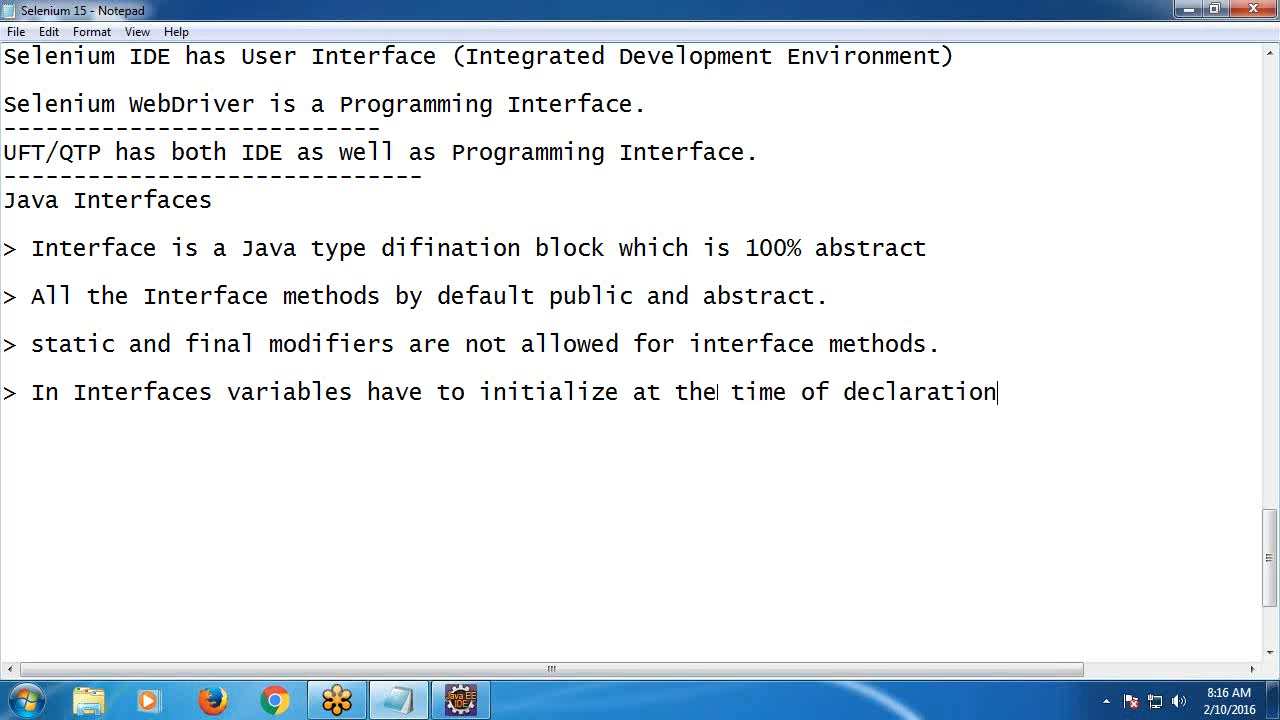 Selenium 15 - Notepad
File Edit Format View Help
Selenium IDE has User Interface (Integrated Development Environment)
Selenium WebDriver is a Programming Interface.
---------------------------
UFT/QTP has both IDE as well as Programming Interface.
------------------------------
Java Interfaces
> Interface is a Java type difination block which is 100% abstract
> All the Interface methods by default public and abstract.
> static and final modifiers are not allowed for interface methods.
> In Interfaces variables have to initialize at the time of declaration
Java EE
IDE
8:16 AM
2/10/2016